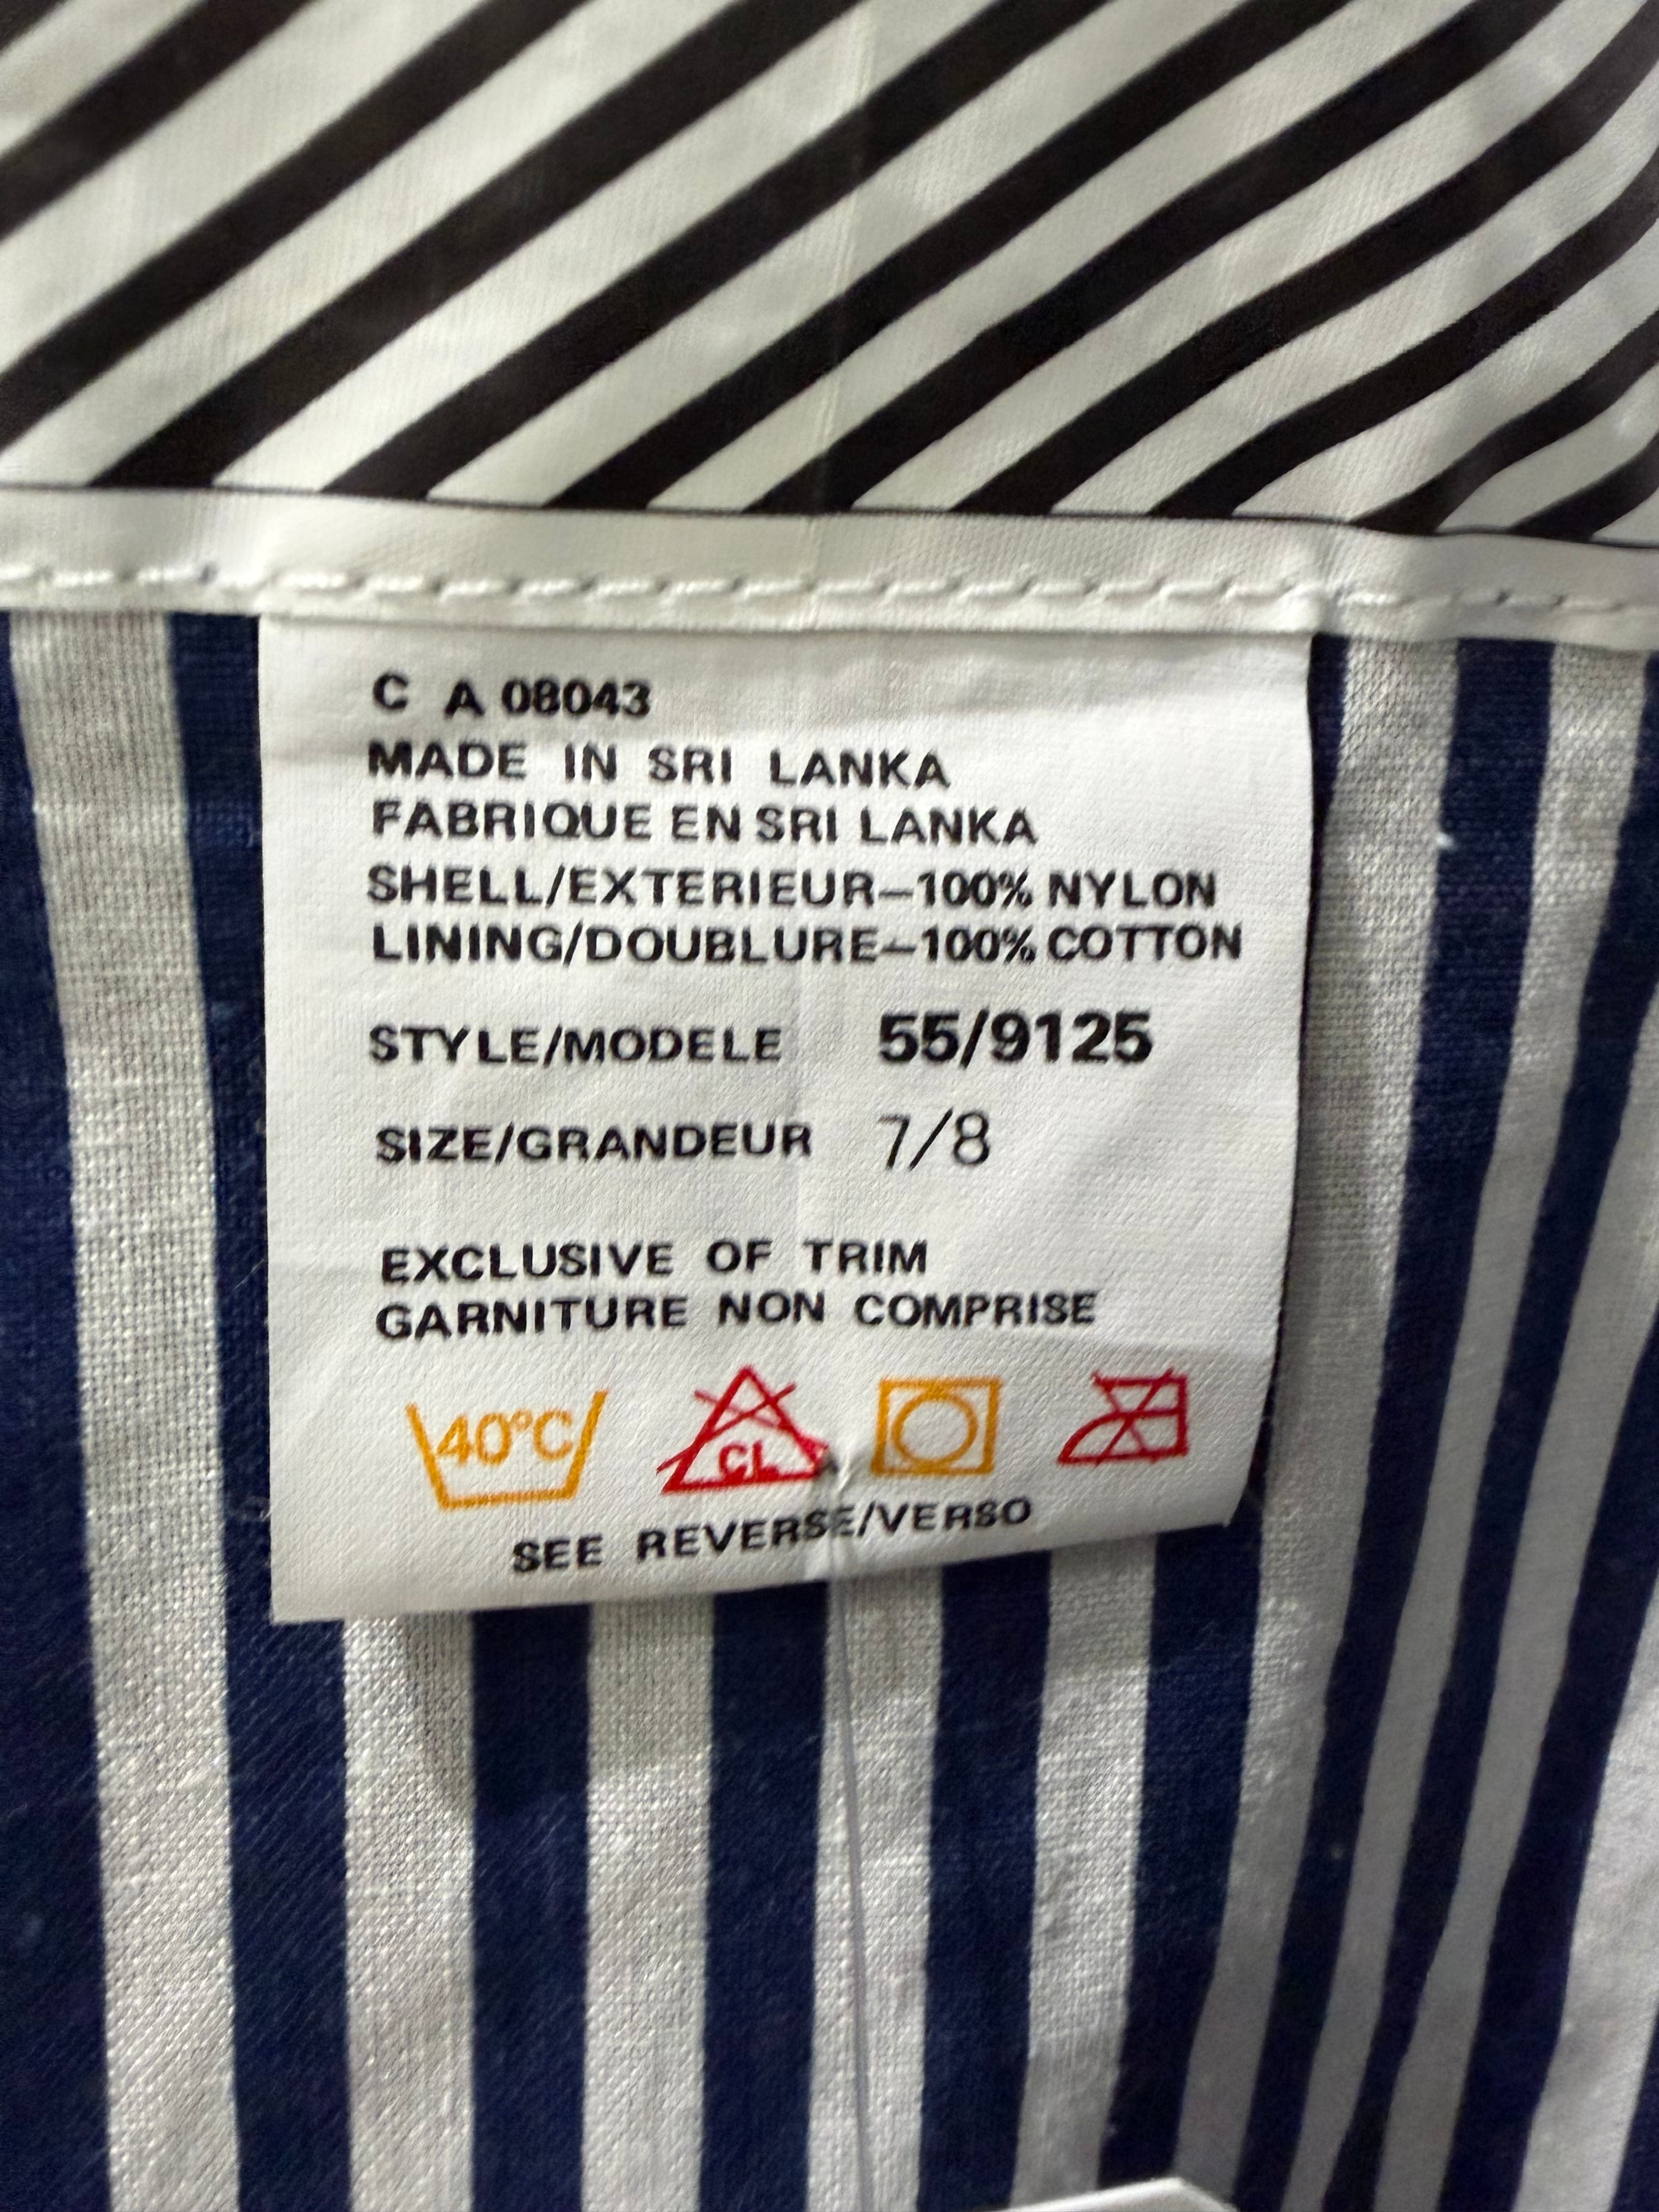 C A 08043
MADE IN SRI LANKA
FABRIQUE EN SRI LANKA
SHELL/EXTERIEUR–100% NYLON
LINING/DOUBLURE–100% COTTON
STYLE/MODELE 55/9125
SIZE/GRANDEUR 7/8
EXCLUSIVE OF TRIM
GARNITURE NON COMPRISE
40°C CL
SEE REVERSE/VERSO